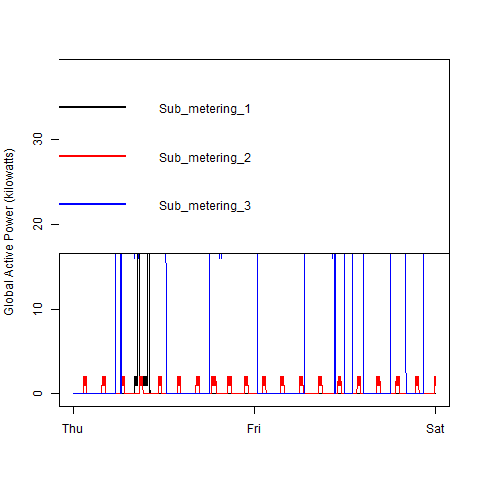 Sub_metering_1
Sub_metering_2
Sub_metering_3
Global Active Power (kilowatts)
30
20
10
0
Thu
Fri
Sat